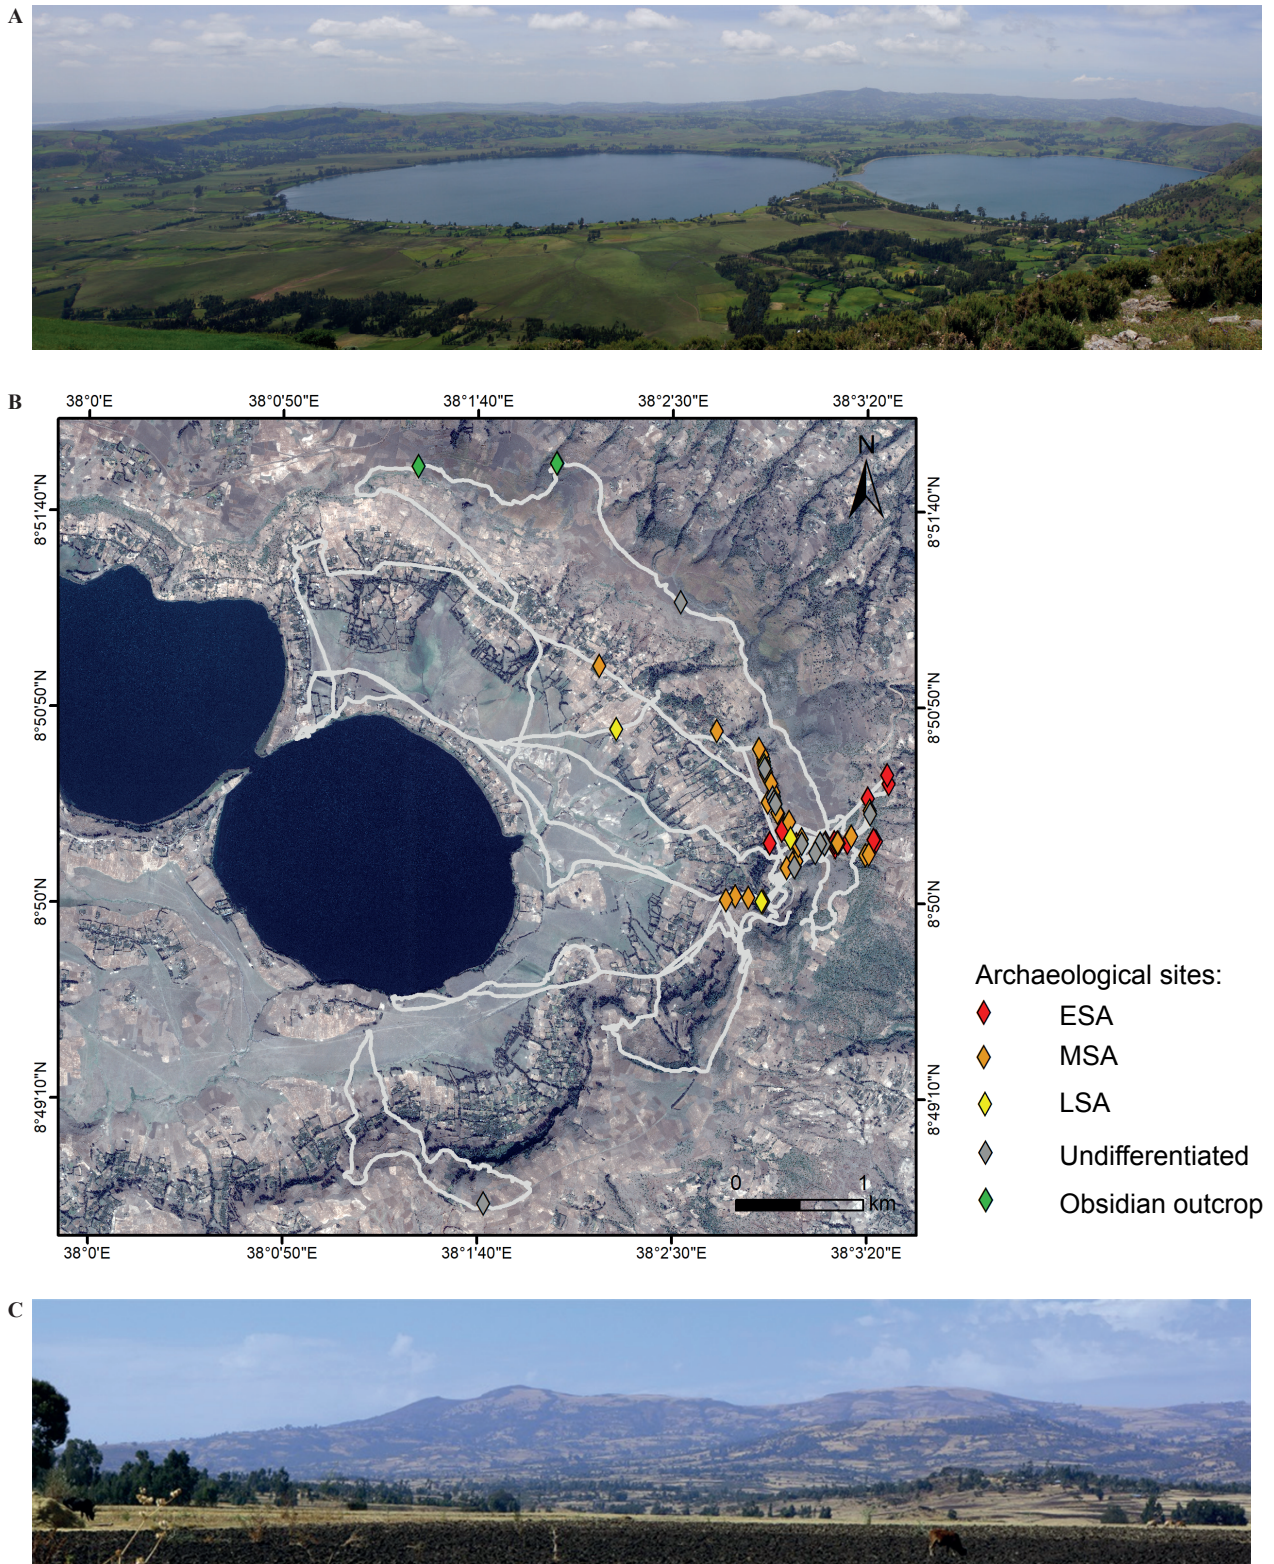 A
B
38°0'E 38°0'50"E 38°1'40"E 38°2'30"E 38°3'20"E
N
8°51'40"N 8°51'40"N
8°50'50"N 8°50'50"N
8°50'N 8°50'N
8°49'10"N 8°49'10"N
0 1
km
38°0'E 38°0'50"E 38°1'40"E 38°2'30"E 38°3'20"E
Archaeological sites:
ESA
MSA
LSA
Undifferentiated
Obsidian outcrop
C